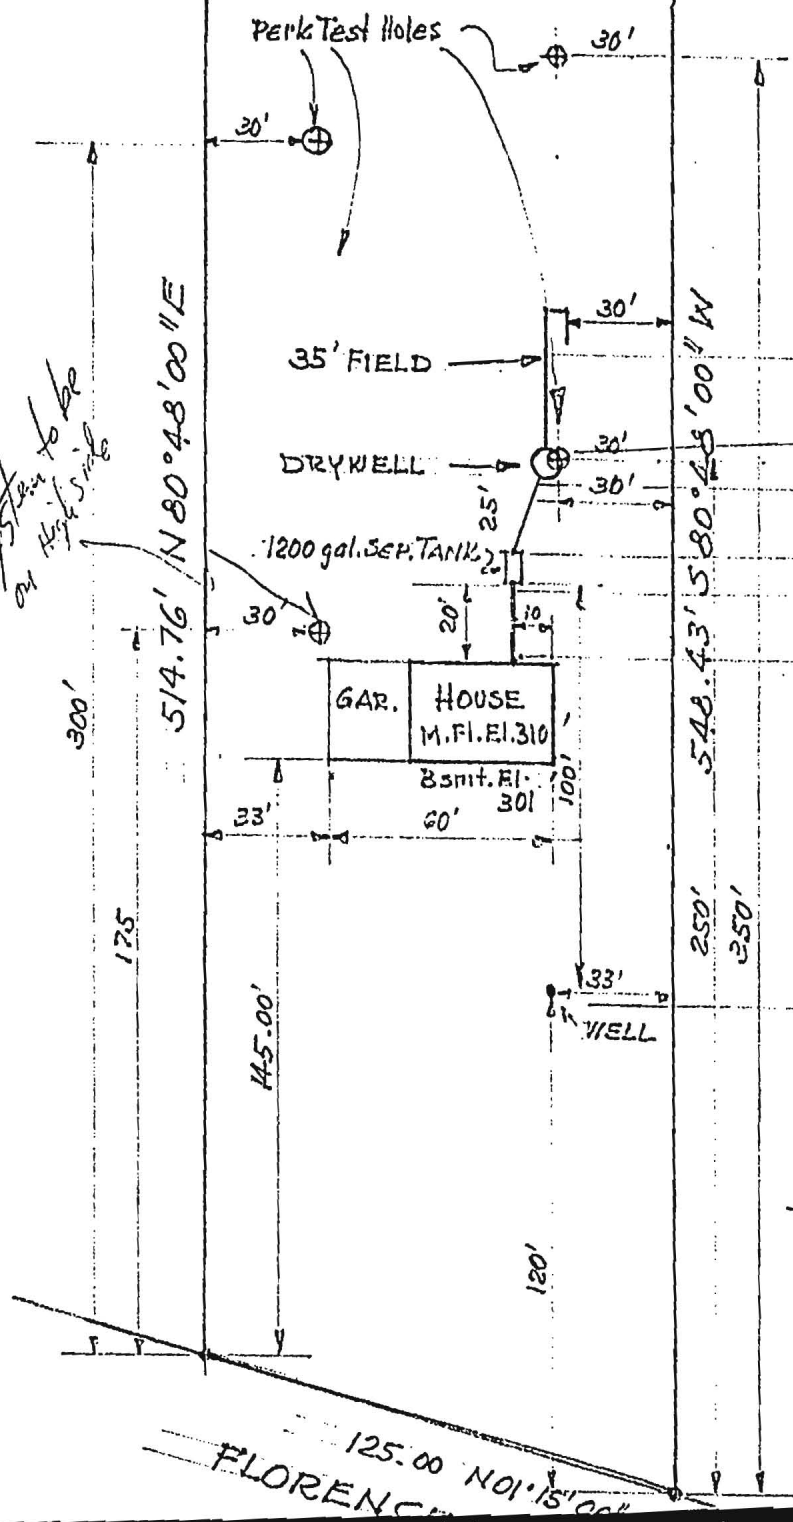 Perk Test Holes
30'
30'
30'
35' FIELD
DRYWELL
30'
30'
25'
1200 gal. SEP. TANK
to be
on High side
514.76' N 80°48'00" E
548.43' S 80°48'00" W
30'
20'
10
GAR.
HOUSE
M.Fl.El.310
Bsmt. El.
301
100'
33'
60'
300'
175
145.00'
250'
350'
33'
WELL
120'
125.00 N01°15'00"